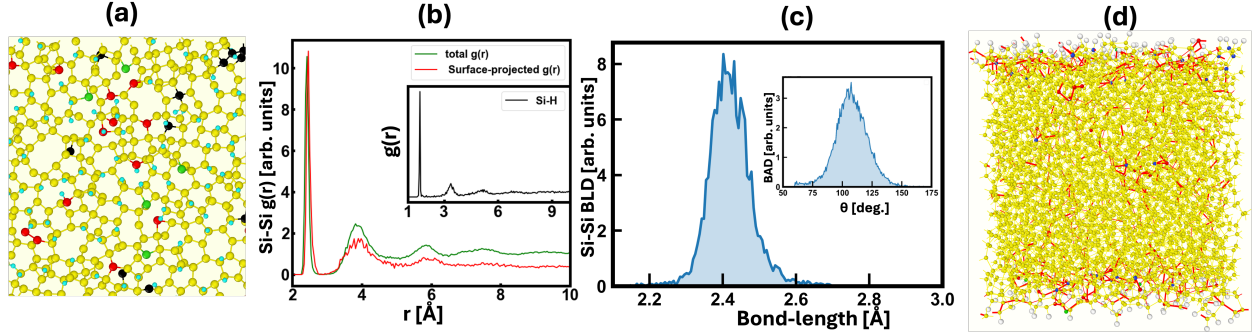 (a)
(b)
(c)
(d)
Si-Si g(r) [arb. units]
10
8
6
4
2
0
total g(r)
Surface-projected g(r)
g(r)
Si-H
1
3
6
9
2
4
6
8
10
r [Å]
Si-Si BLD [arb. units]
8
6
4
2
0
BAD [arb. units]
3
2
1
0
50
75
100
125
150
175
θ [deg.]
2.2
2.4
2.6
2.8
3.0
Bond-length [Å]